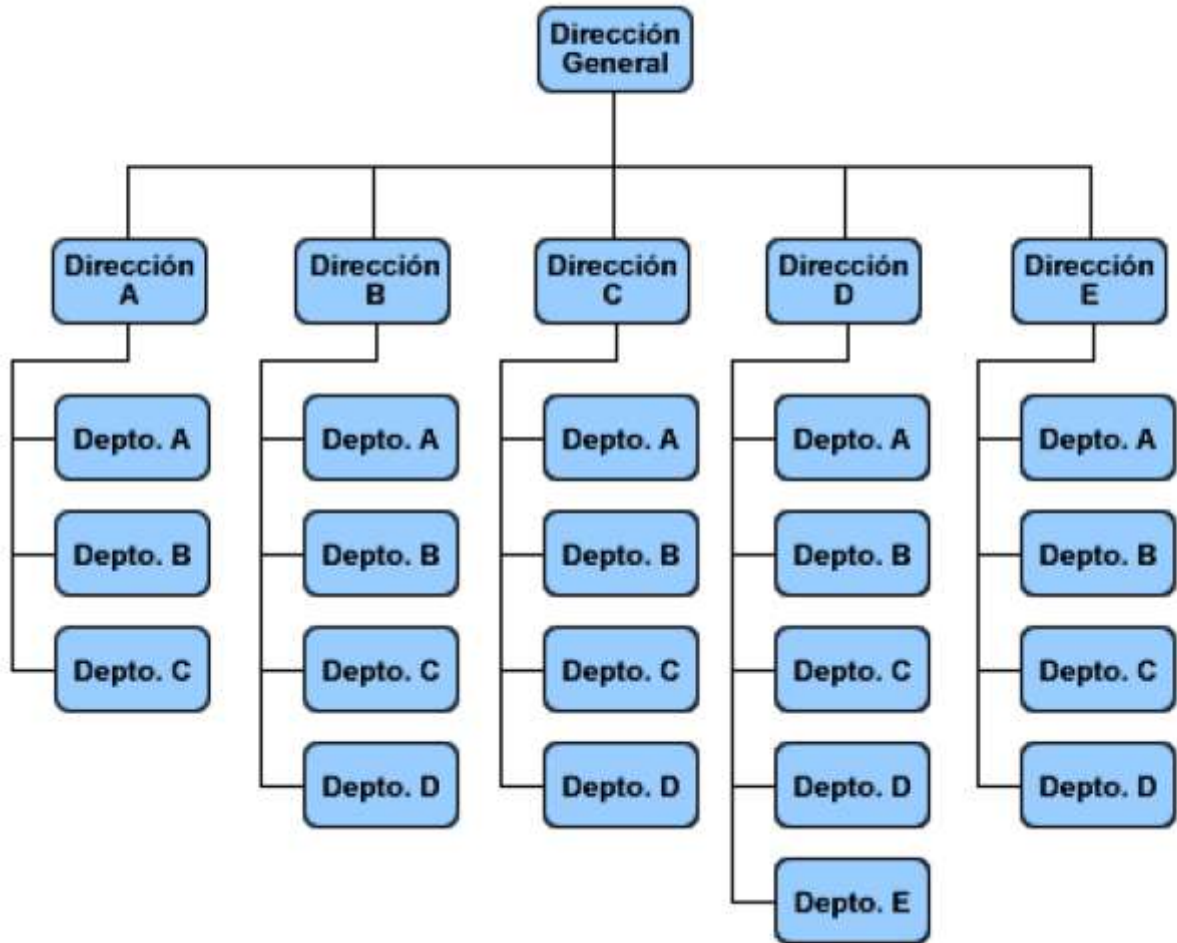 Dirección
General
Dirección
A
Dirección
B
Dirección
C
Dirección
D
Dirección
E
Depto. A
Depto. B
Depto. C
Depto. A
Depto. B
Depto. C
Depto. D
Depto. A
Depto. B
Depto. C
Depto. D
Depto. A
Depto. B
Depto. C
Depto. D
Depto. E
Depto. A
Depto. B
Depto. C
Depto. D